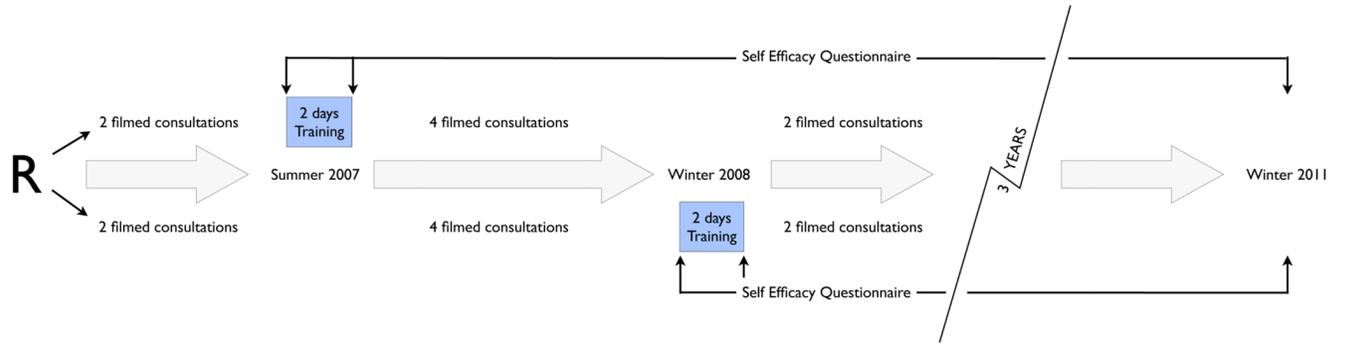 Self Efficacy Questionnaire
2 filmed consultations
2 days
Training
4 filmed consultations
2 filmed consultations
R
Summer 2007
Winter 2008
3 YEARS
Winter 2011
2 filmed consultations
4 filmed consultations
2 days
Training
2 filmed consultations
Self Efficacy Questionnaire